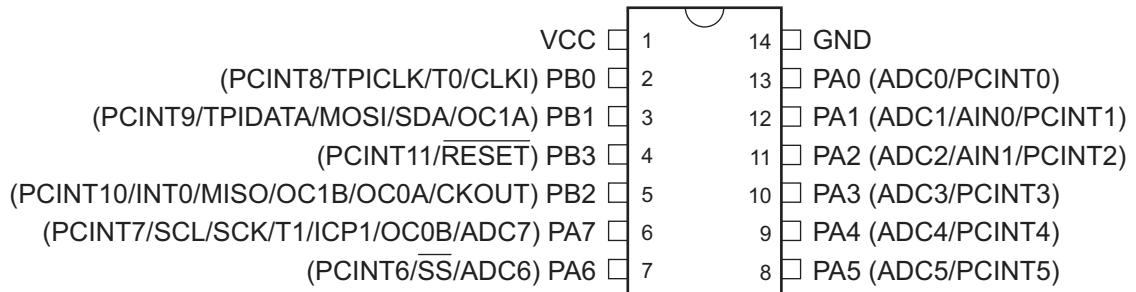 VCC 1 14 GND
(PCINT8/TPICLK/T0/CLKI) PB0 2 13 PA0 (ADC0/PCINT0)
(PCINT9/TPIDATA/MOSI/SDA/OC1A) PB1 3 12 PA1 (ADC1/AIN0/PCINT1)
(PCINT11/RESET) PB3 4 11 PA2 (ADC2/AIN1/PCINT2)
(PCINT10/INT0/MISO/OC1B/OC0A/CKOUT) PB2 5 10 PA3 (ADC3/PCINT3)
(PCINT7/SCL/SCK/T1/ICP1/OC0B/ADC7) PA7 6 9 PA4 (ADC4/PCINT4)
(PCINT6/SS/ADC6) PA6 7 8 PA5 (ADC5/PCINT5)